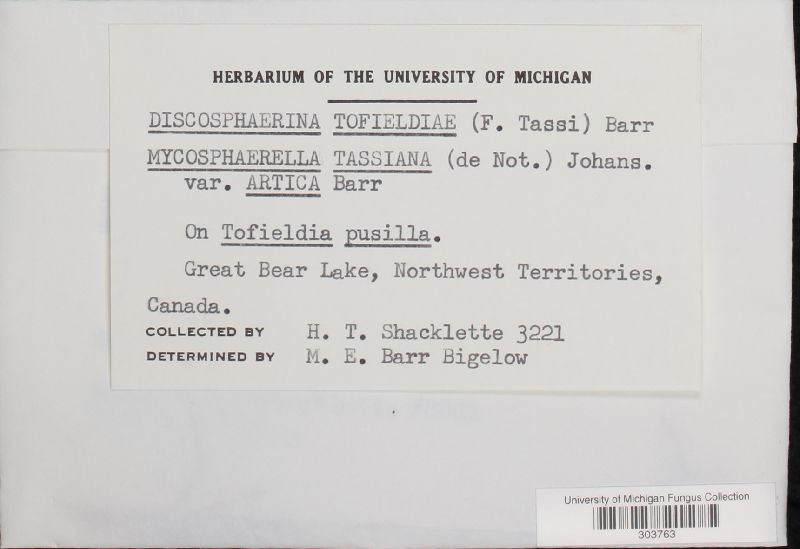 HERBARIUM OF THE UNIVERSITY OF MICHIGAN
DISCOSPHAERINA TOFIELDIAE (F. Tassi) Barr
MYCOSPHAERELLA TASSIANA (de Not.) Johans.
var. ARTICA Barr
On Tofieldia pusilla.
Great Bear Lake, Northwest Territories,
Canada.
COLLECTED BY H. T. Shacklette 3221
DETERMINED BY M. E. Barr Bigelow
University of Michigan Fungus Collection
303763